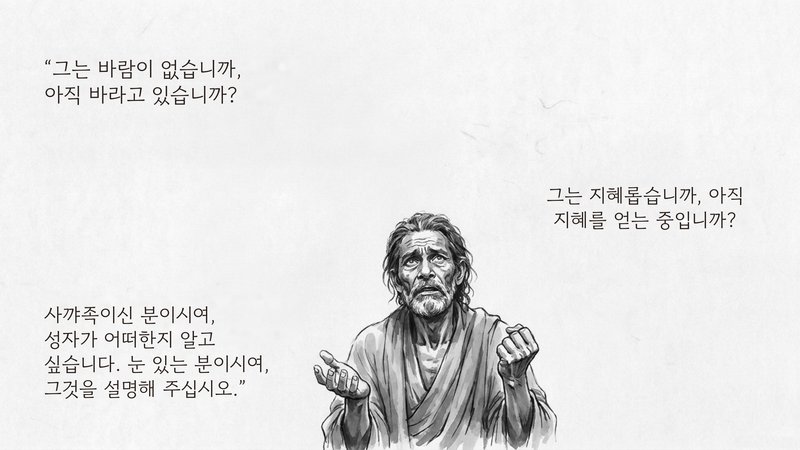 “그는 바람이 없습니까,
아직 바라고 있습니까?
그는 지혜롭습니까, 아직
지혜를 얻는 중입니까?
사꺄족이신 분이시여,
성자가 어떠한지 알고
싶습니다. 눈 있는 분이시여,
그것을 설명해 주십시오.”